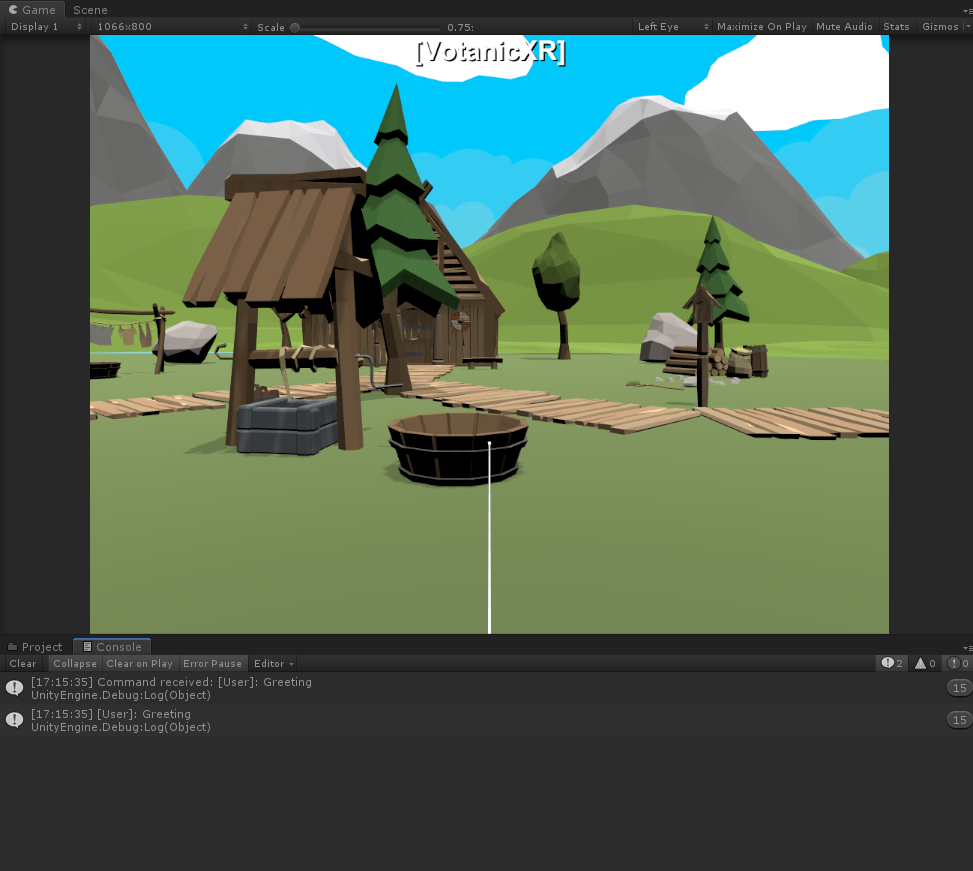 Game Scene
Display 1 1066x800 Scale 0.75: Left Eye Maximize On Play Mute Audio Stats Gizmos
[VotanicXR]
Project Console
Clear Collapse Clear on Play Error Pause Editor 2 0 0
[17:15:35] Command received: [User]: Greeting
UnityEngine.Debug:Log(Object)
15
[17:15:35] [User]: Greeting
UnityEngine.Debug:Log(Object)
15